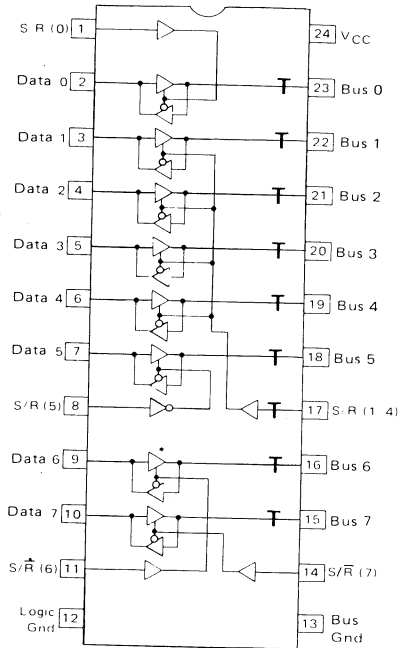 S R (0) 1
24 VCC
Data 0 2
23 Bus 0
Data 1 3
22 Bus 1
Data 2 4
21 Bus 2
Data 3 5
20 Bus 3
Data 4 6
19 Bus 4
Data 5 7
18 Bus 5
S/R (5) 8
17 S/R (1 4)
Data 6 9
*
16 Bus 6
Data 7 10
15 Bus 7
S/R̅ (6) 11
14 S/R̅ (7)
Logic
Gnd 12
13 Bus
Gnd